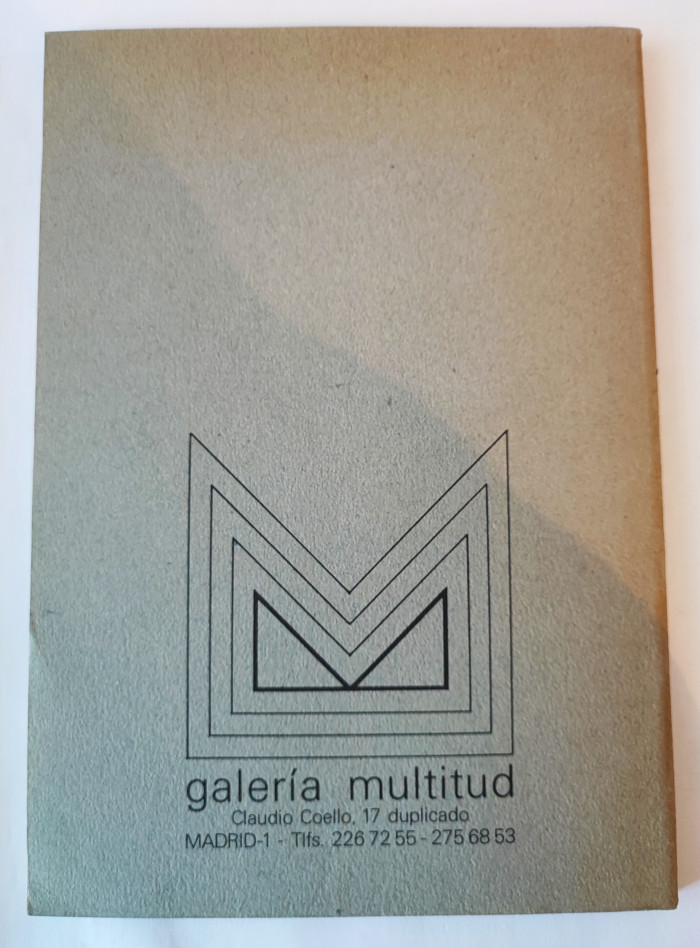 galería multitud
Claudio Coello, 17 duplicado
MADRID-1 - Tlfs. 226 72 55 - 275 68 53